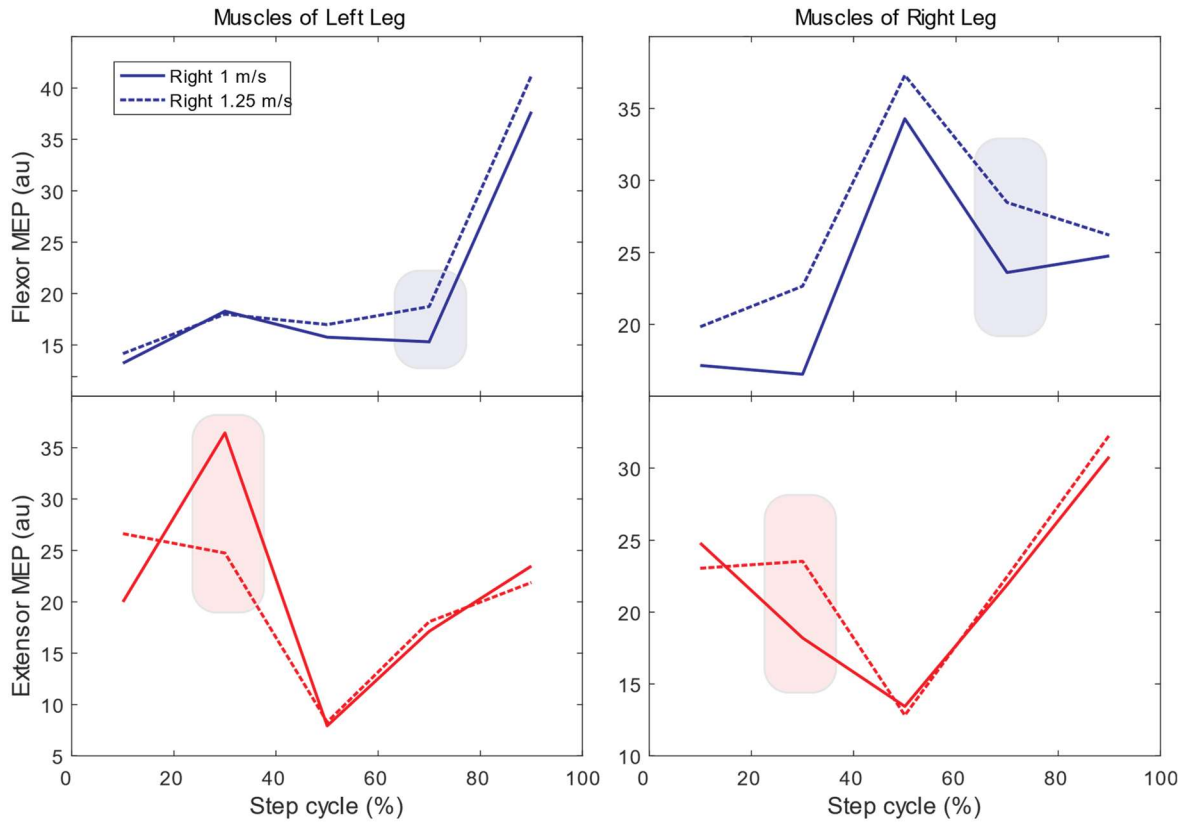 Muscles of Left Leg
Muscles of Right Leg
Right 1 m/s
Right 1.25 m/s
Flexor MEP (au)
40
35
30
25
20
15
35
30
25
20
Extensor MEP (au)
35
30
25
20
15
10
5
30
25
20
15
10
0 20 40 60 80 100
0 20 40 60 80 100
Step cycle (%)
Step cycle (%)